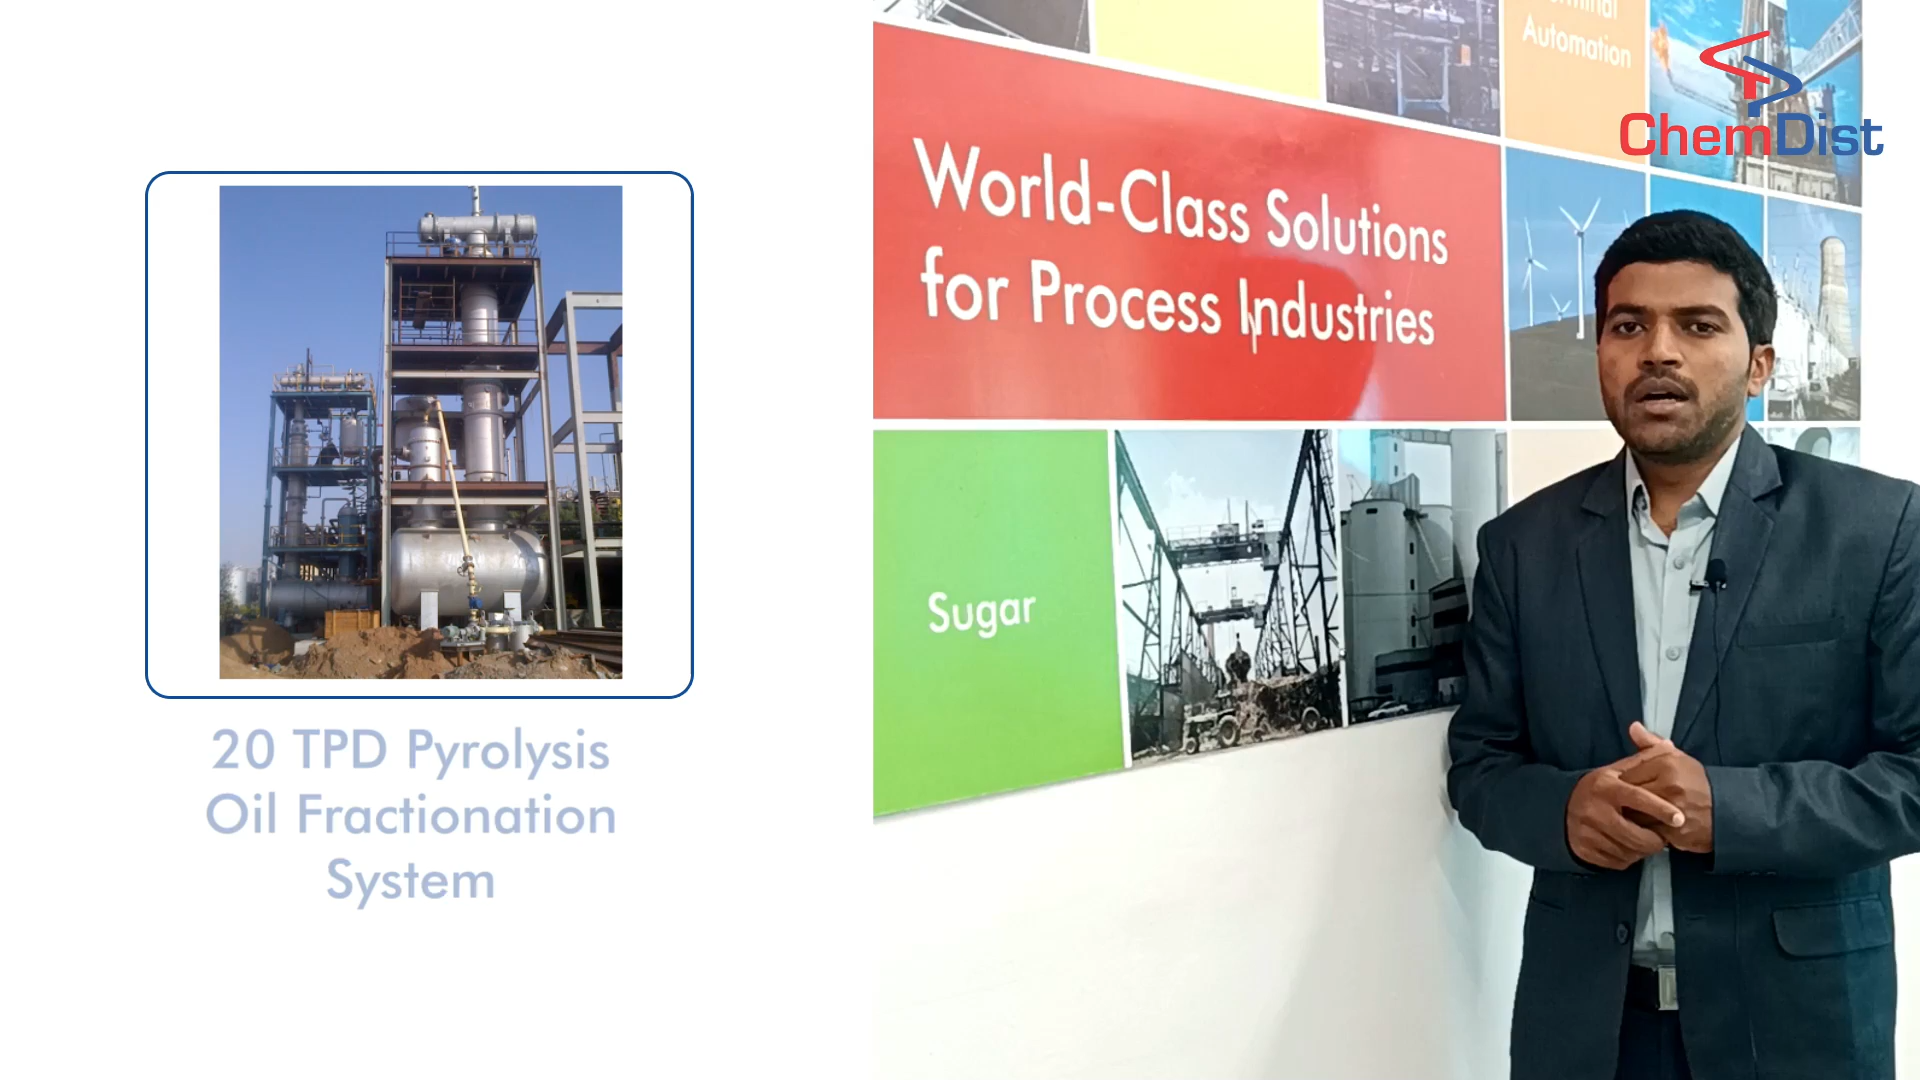 20 TPD Pyrolysis
Oil Fractionation
System
Automation
ChemDist
World-Class Solutions
for Process Industries
Sugar